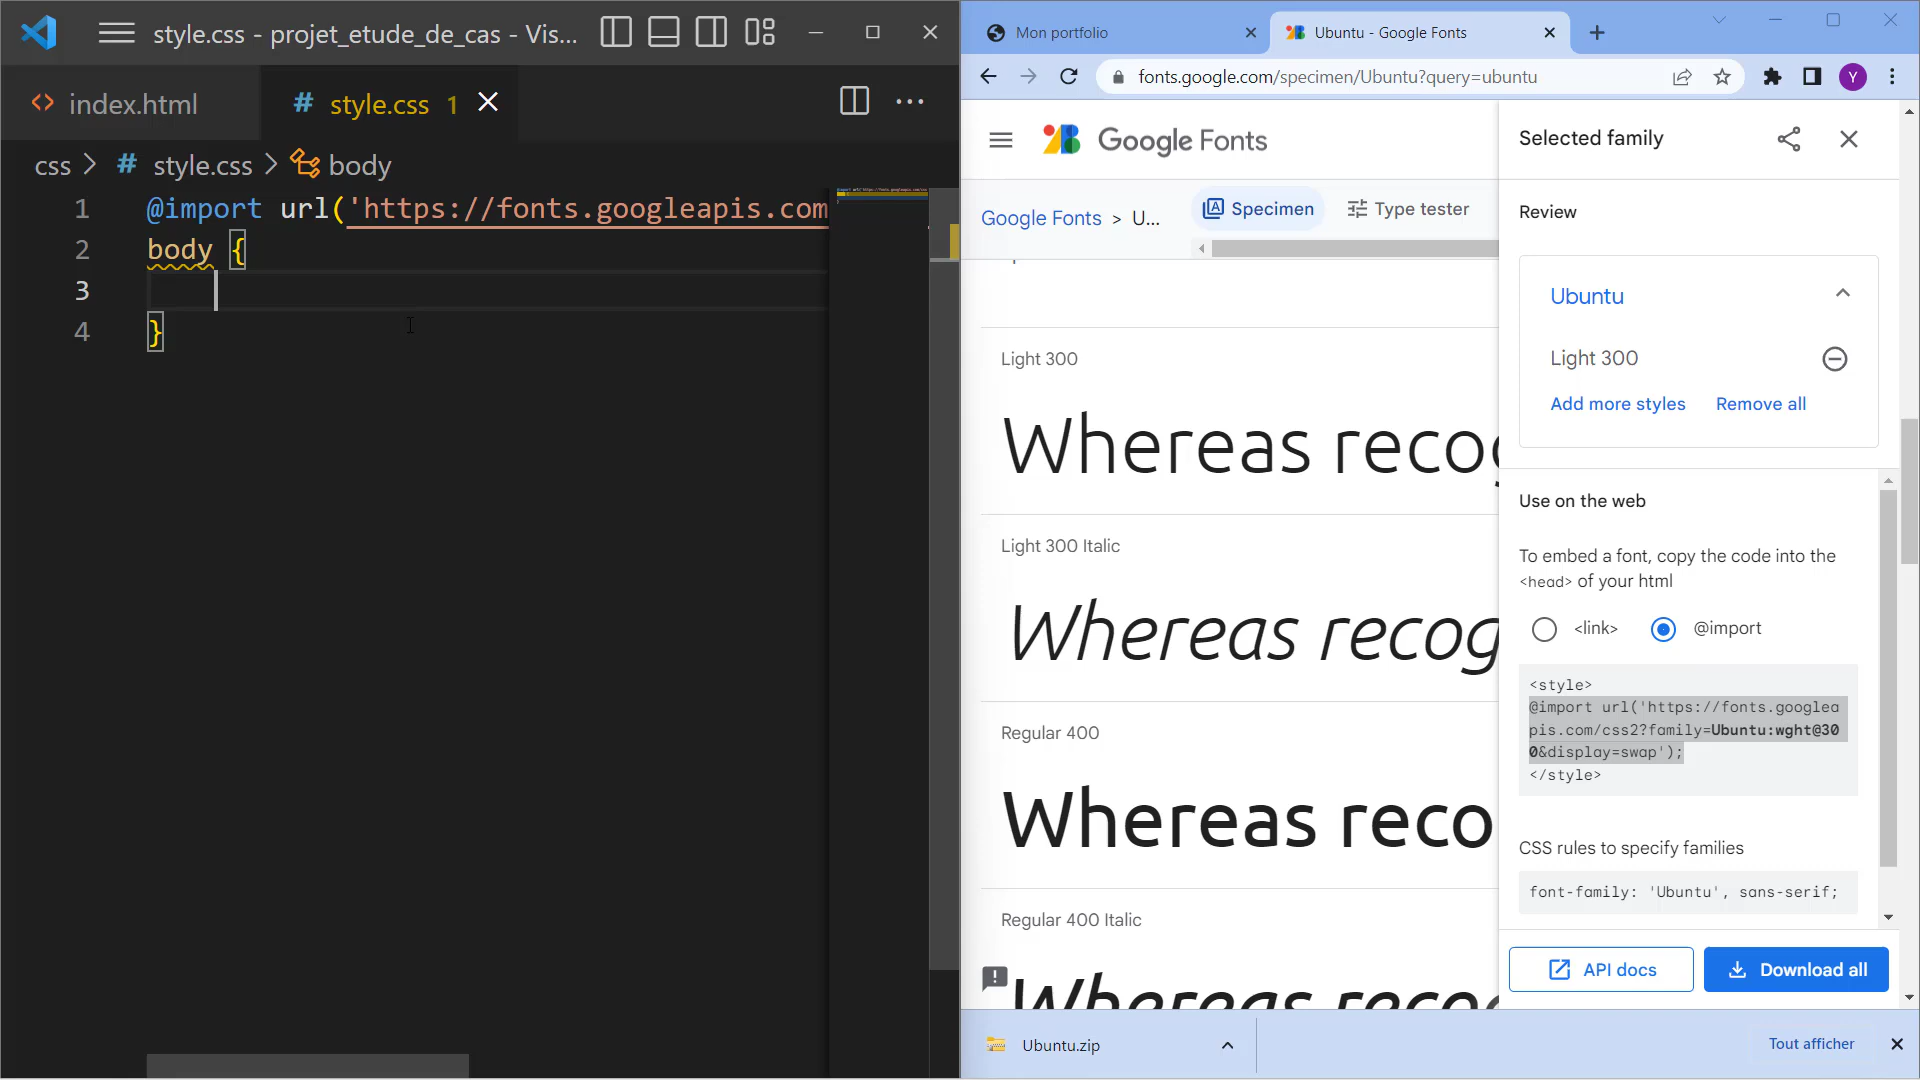 style.css - projet_etude_de_cas - Vis...
index.html
# style.css 1
css > # style.css > body
1 @import url('https://fonts.googleapis.com
2 body {
3
4 }
Mon portfolio
Ubuntu - Google Fonts
fonts.google.com/specimen/Ubuntu?query=ubuntu
Y
Google Fonts
Google Fonts > U...
Specimen
Type tester
Light 300
Whereas recog
Light 300 Italic
Whereas recog
Regular 400
Whereas reco
Regular 400 Italic
Whereas reco
Selected family
Review
Ubuntu
Light 300
Add more styles
Remove all
Use on the web
To embed a font, copy the code into the
<head> of your html
<link>
@import
<style>
@import url('https://fonts.googlea
pis.com/css2?family=Ubuntu:wght@30
0&display=swap');
</style>
CSS rules to specify families
font-family: 'Ubuntu', sans-serif;
API docs
Download all
Ubuntu.zip
Tout afficher